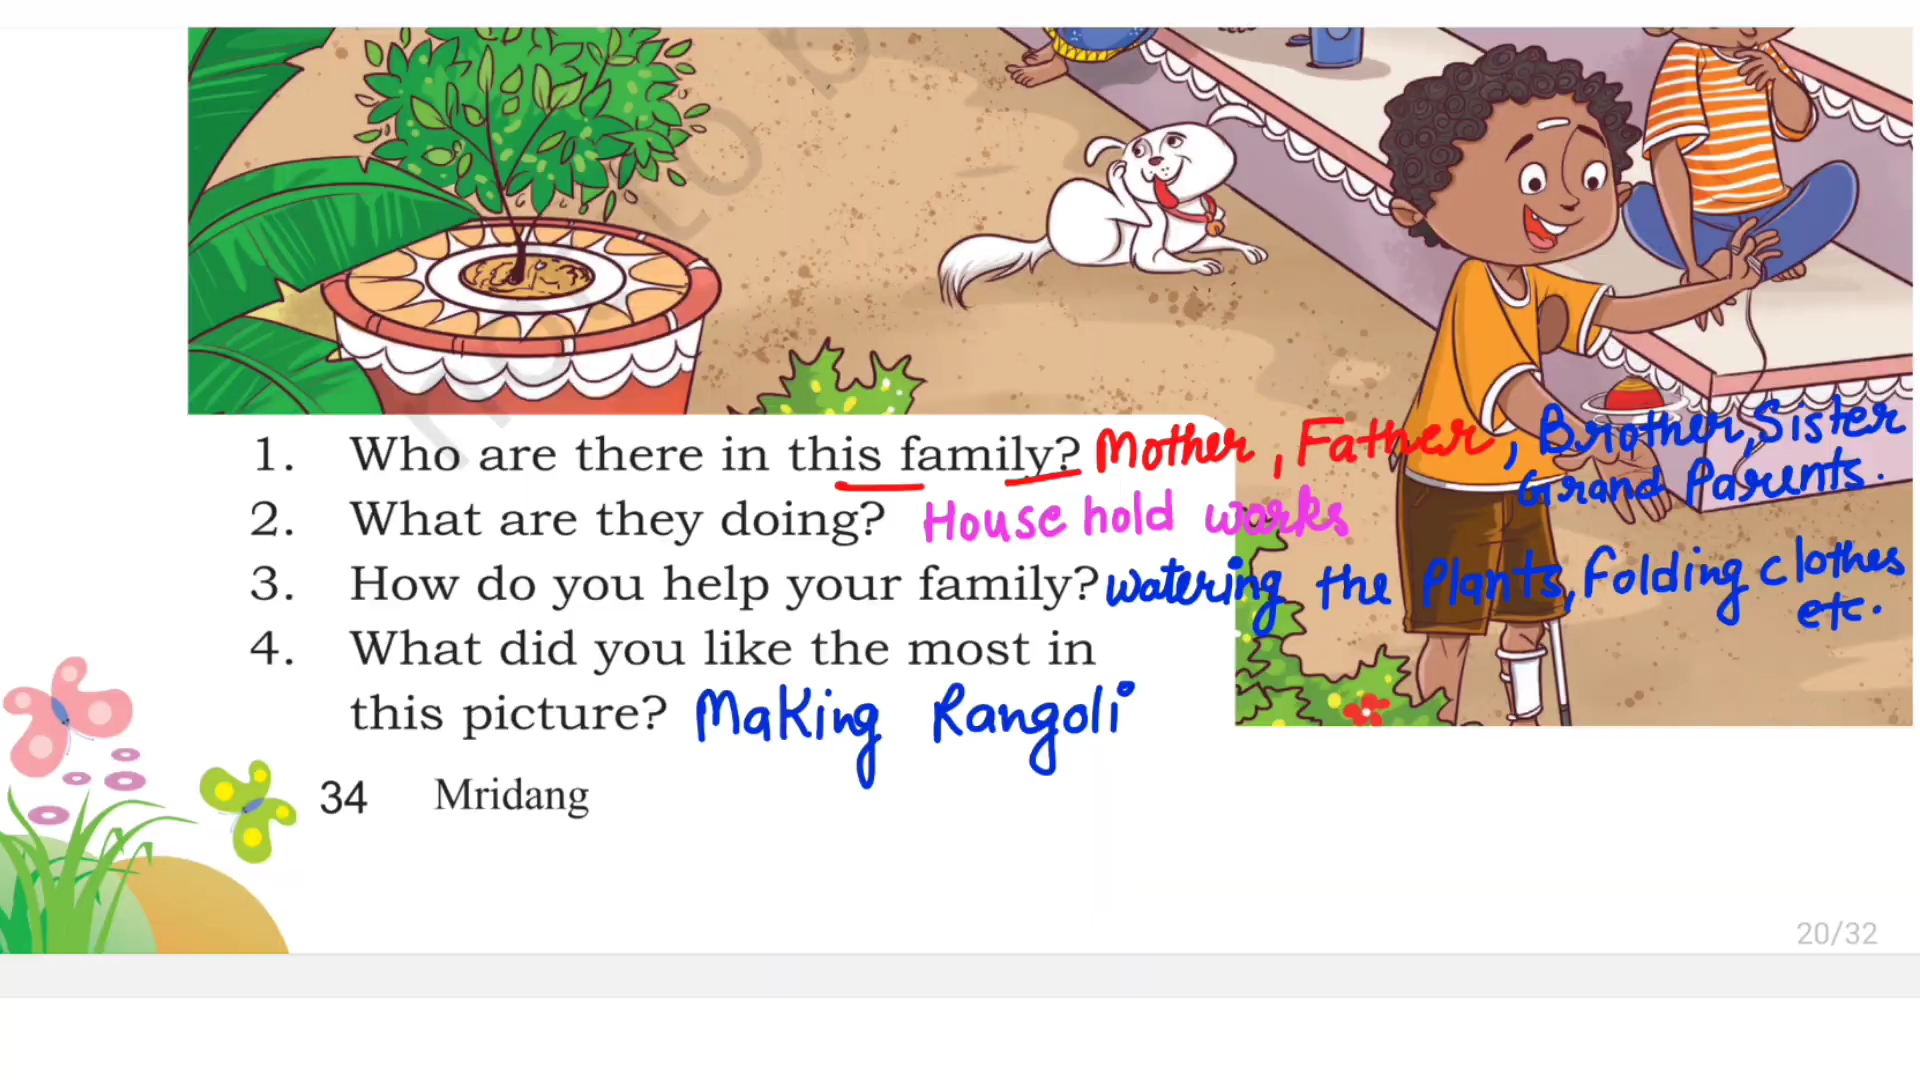 1. Who are there in this family? Mother, Father, Brother, Sister
Grand Parents.
2. What are they doing? House hold works
3. How do you help your family? watering the Plants, Folding clothes
etc.
4. What did you like the most in
this picture? Making Rangoli
34 Mridang
20/32